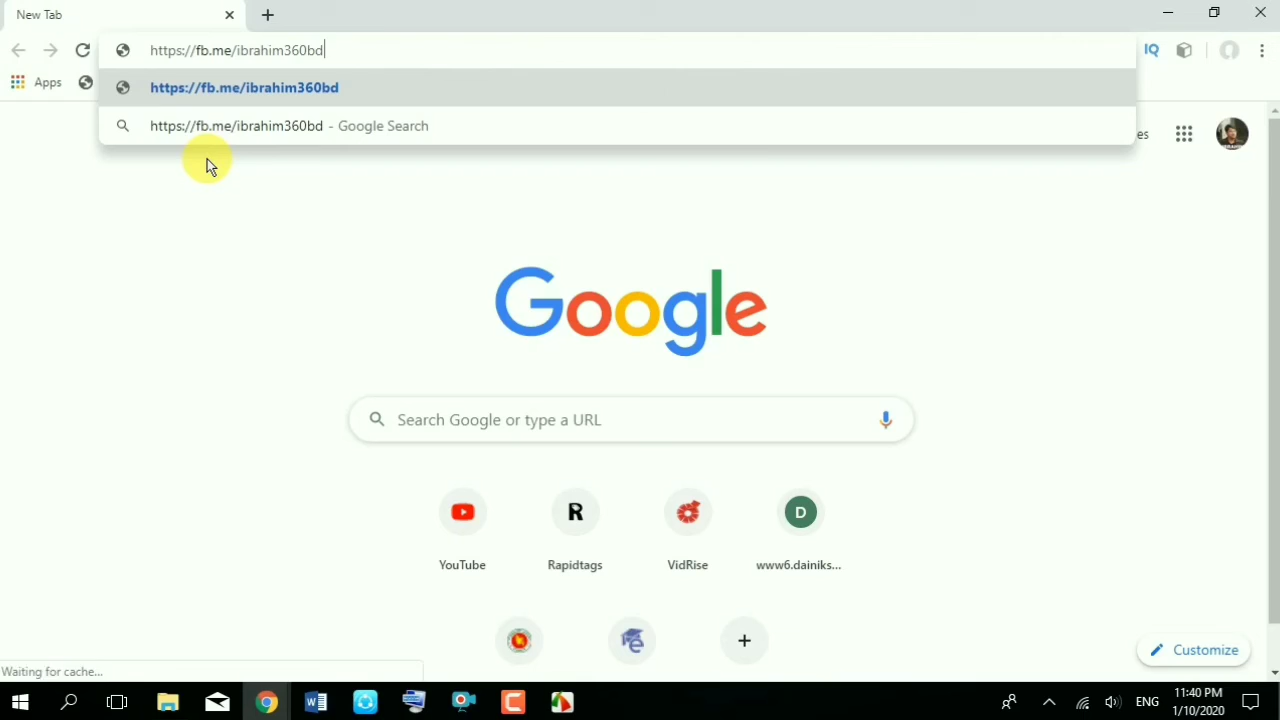 New Tab
https://fb.me/ibrahim360bd
IQ
Apps
https://fb.me/ibrahim360bd
https://fb.me/ibrahim360bd - Google Search
es
Google
Search Google or type a URL
R
D
YouTube
Rapidtags
VidRise
www6.dainiks...
e
Customize
Waiting for cache...
ENG
11:40 PM
1/10/2020